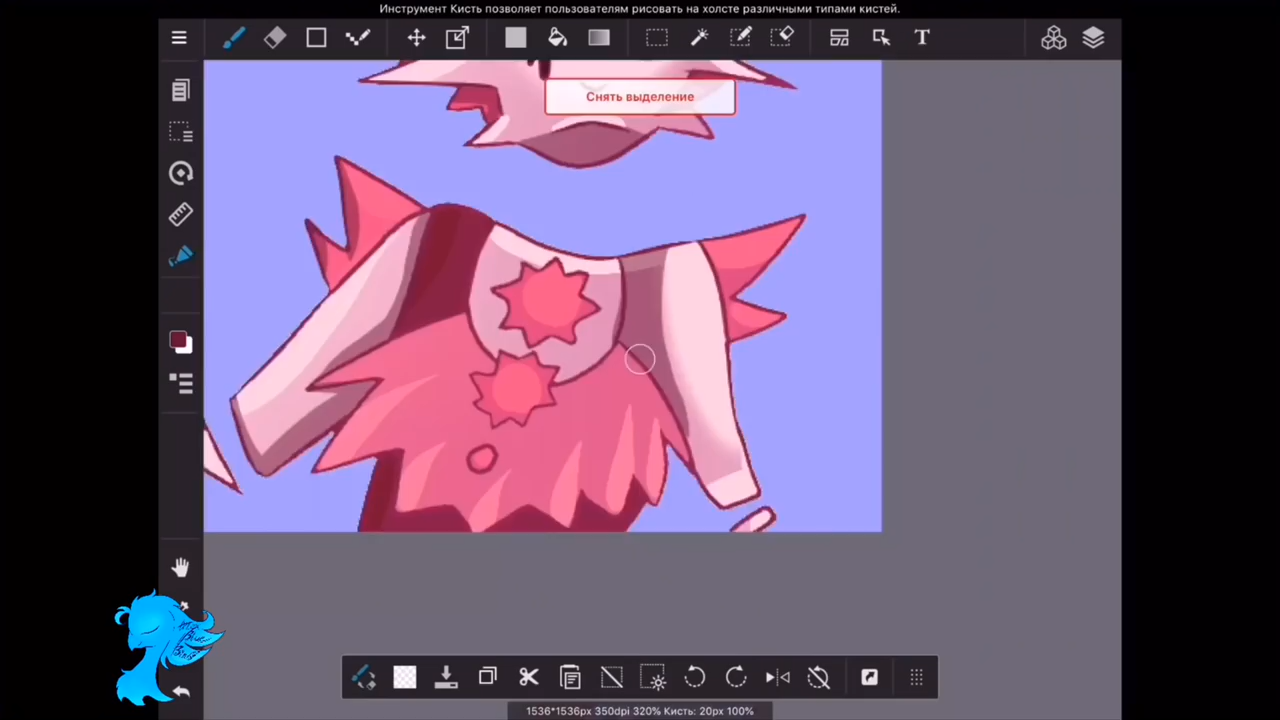 Инструмент Кисть позволяет пользователям рисовать на холсте различными типами кистей.
T
Снять выделение
1536*1536px 350dpi 320% Кисть: 20px 100%